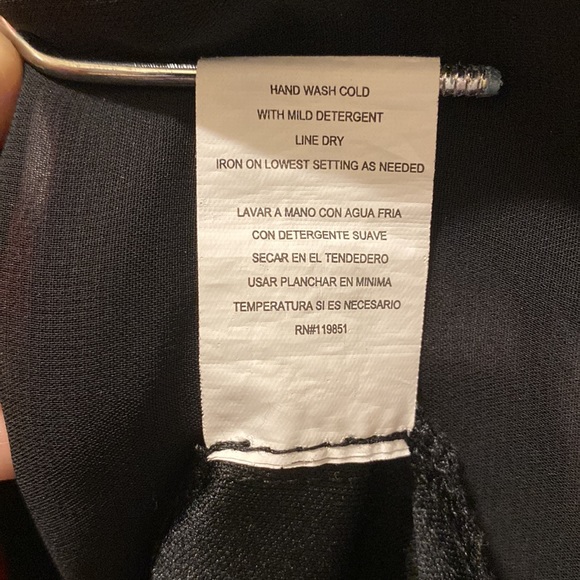 HAND WASH COLD
WITH MILD DETERGENT
LINE DRY
IRON ON LOWEST SETTING AS NEEDED
LAVAR A MANO CON AGUA FRIA
CON DETERGENTE SUAVE
SECAR EN EL TENDEDERO
USAR PLANCHAR EN MINIMA
TEMPERATURA SI ES NECESARIO
RN#119851